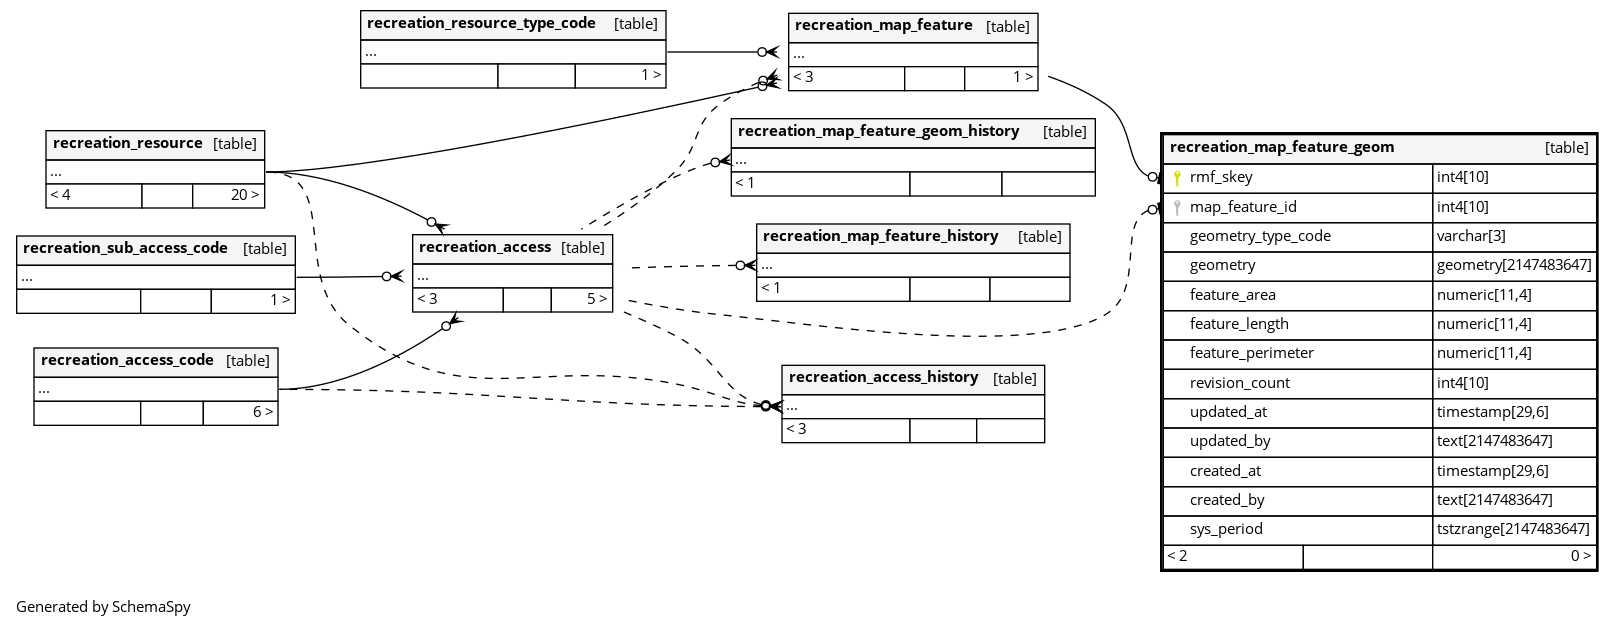 recreation_resource_type_code [table]
...
1 >
recreation_map_feature [table]
...
< 3 1 >
recreation_resource [table]
...
< 4 20 >
recreation_map_feature_geom_history [table]
...
< 1
recreation_sub_access_code [table]
...
1 >
recreation_access [table]
...
< 3 5 >
recreation_map_feature_history [table]
...
< 1
recreation_access_code [table]
...
6 >
recreation_access_history [table]
...
< 3
recreation_map_feature_geom [table]
rmf_skey int4[10]
map_feature_id int4[10]
geometry_type_code varchar[3]
geometry geometry[2147483647]
feature_area numeric[11,4]
feature_length numeric[11,4]
feature_perimeter numeric[11,4]
revision_count int4[10]
updated_at timestamp[29,6]
updated_by text[2147483647]
created_at timestamp[29,6]
created_by text[2147483647]
sys_period tstzrange[2147483647]
< 2 0 >
Generated by SchemaSpy